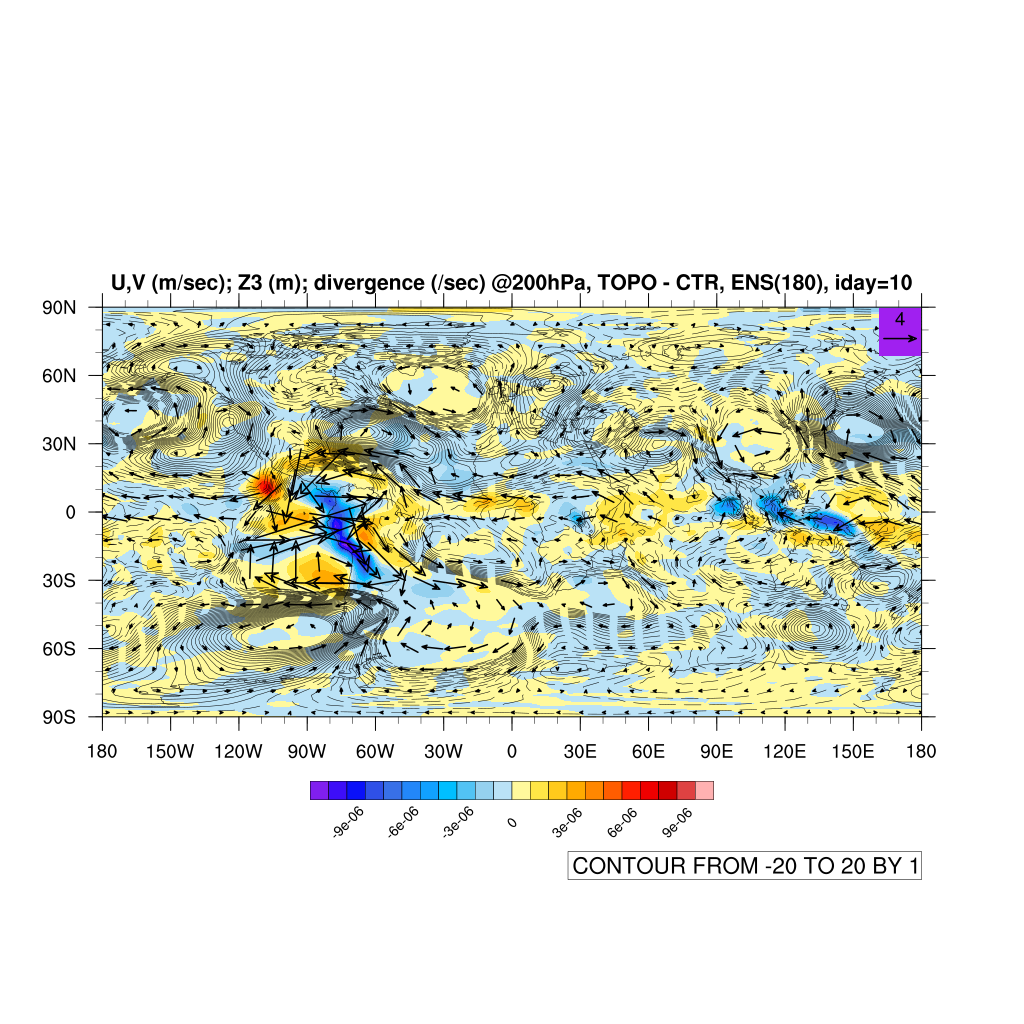 U,V (m/sec); Z3 (m); divergence (/sec) @200hPa, TOPO - CTR, ENS(180), iday=10
90N
4
60N
30N
0
30S
60S
90S
180 150W 120W 90W 60W 30W 0 30E 60E 90E 120E 150E 180
-9e-06 -6e-06 -3e-06 0 3e-06 6e-06 9e-06
CONTOUR FROM -20 TO 20 BY 1